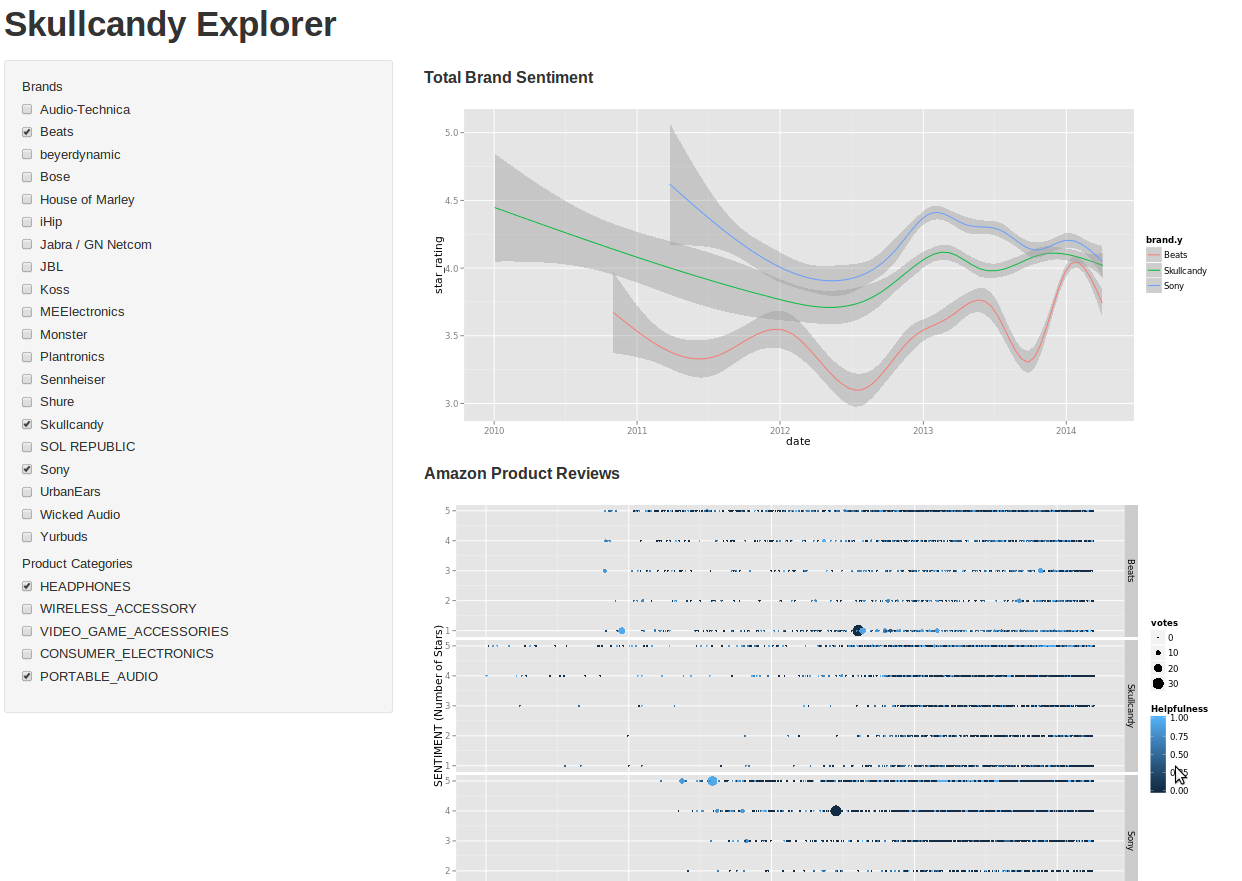 Skullcandy Explorer
Brands
Audio-Technica
Beats
beyerdynamic
Bose
House of Marley
iHip
Jabra / GN Netcom
JBL
Koss
MEElectronics
Monster
Plantronics
Sennheiser
Shure
Skullcandy
SOL REPUBLIC
Sony
UrbanEars
Wicked Audio
Yurbuds
Product Categories
HEADPHONES
WIRELESS_ACCESSORY
VIDEO_GAME_ACCESSORIES
CONSUMER_ELECTRONICS
PORTABLE_AUDIO
Total Brand Sentiment
star_rating
5.0
4.5
4.0
3.5
3.0
2010
2011
2012
2013
2014
date
brand.y
Beats
Skullcandy
Sony
Amazon Product Reviews
SENTIMENT (Number of Stars)
5
4
3
2
1
Beats
5
4
3
2
1
Skullcandy
5
4
3
2
Sony
votes
0
10
20
30
Helpfulness
1.00
0.75
0.50
0.00